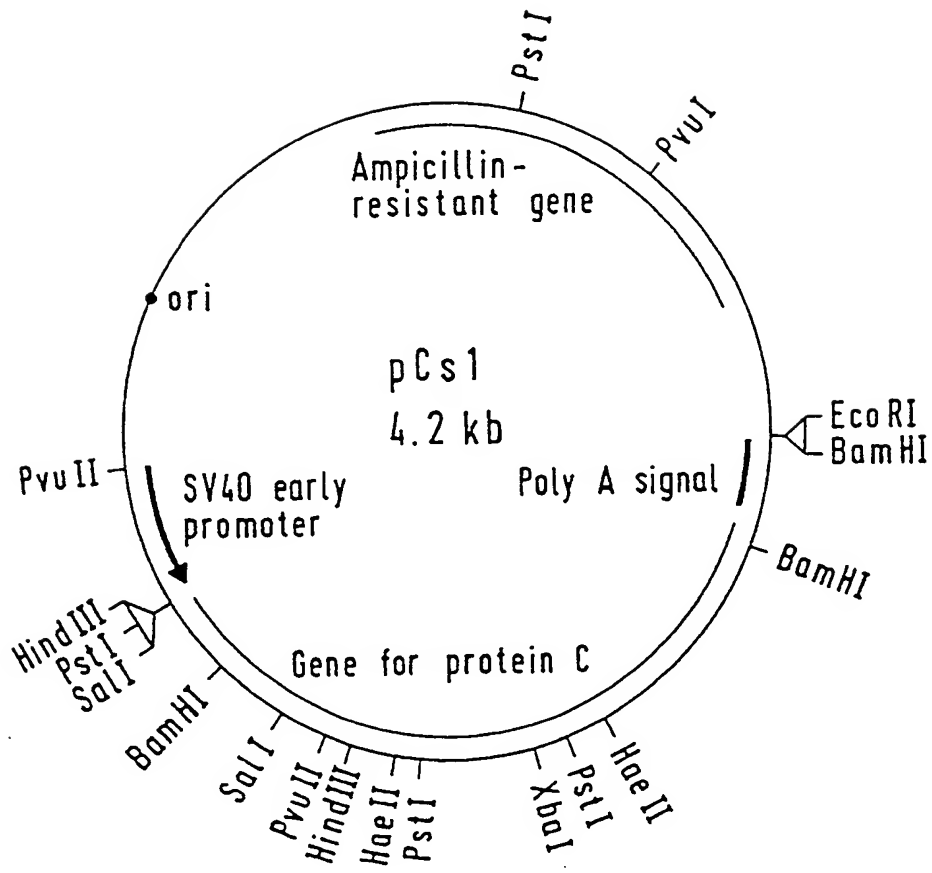 PstI
PvuI
Ampicillin-
resistant gene
ori
pCs1
4.2 kb
EcoRI
BamHI
PvuII
SV40 early
promoter
Poly A signal
BamHI
HindIII
PstI
SalI
Gene for protein C
BamHI
SalI
PvuII
HindIII
HaeII
PstI
XbaI
PstI
HaeII